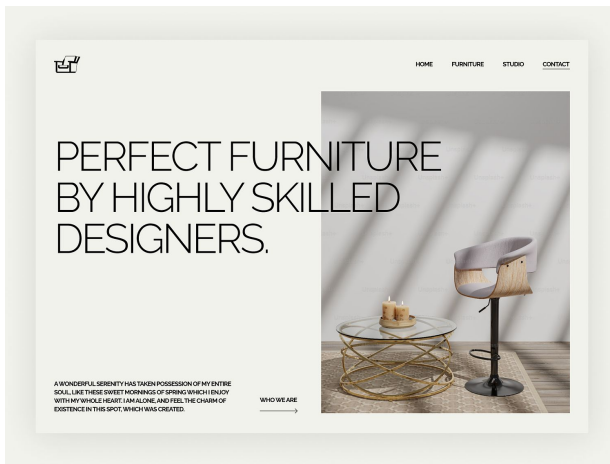 HOME FURNITURE STUDIO CONTACT
PERFECT FURNITURE
BY HIGHLY SKILLED
DESIGNERS.
A WONDERFUL SERENITY HAS TAKEN POSSESSION OF MY ENTIRE
SOUL, LIKE THESE SWEET MORNINGS OF SPRING WHICH I ENJOY
WITH MY WHOLE HEART. I AM ALONE, AND FEEL THE CHARM OF
EXISTENCE IN THIS SPOT, WHICH WAS CREATED.
WHO WE ARE